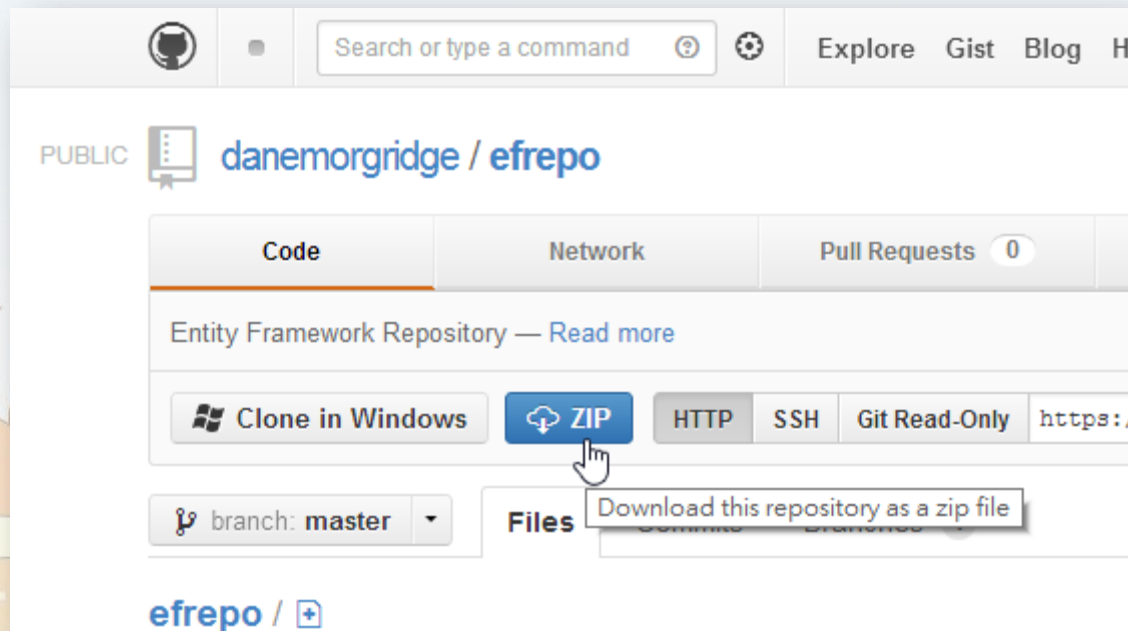 Search or type a command Explore Gist Blog H
PUBLIC danemorgridge / efrepo
Code Network Pull Requests 0
Entity Framework Repository — Read more
Clone in Windows ZIP HTTP SSH Git Read-Only https:/
branch: master Files
Download this repository as a zip file
efrepo /